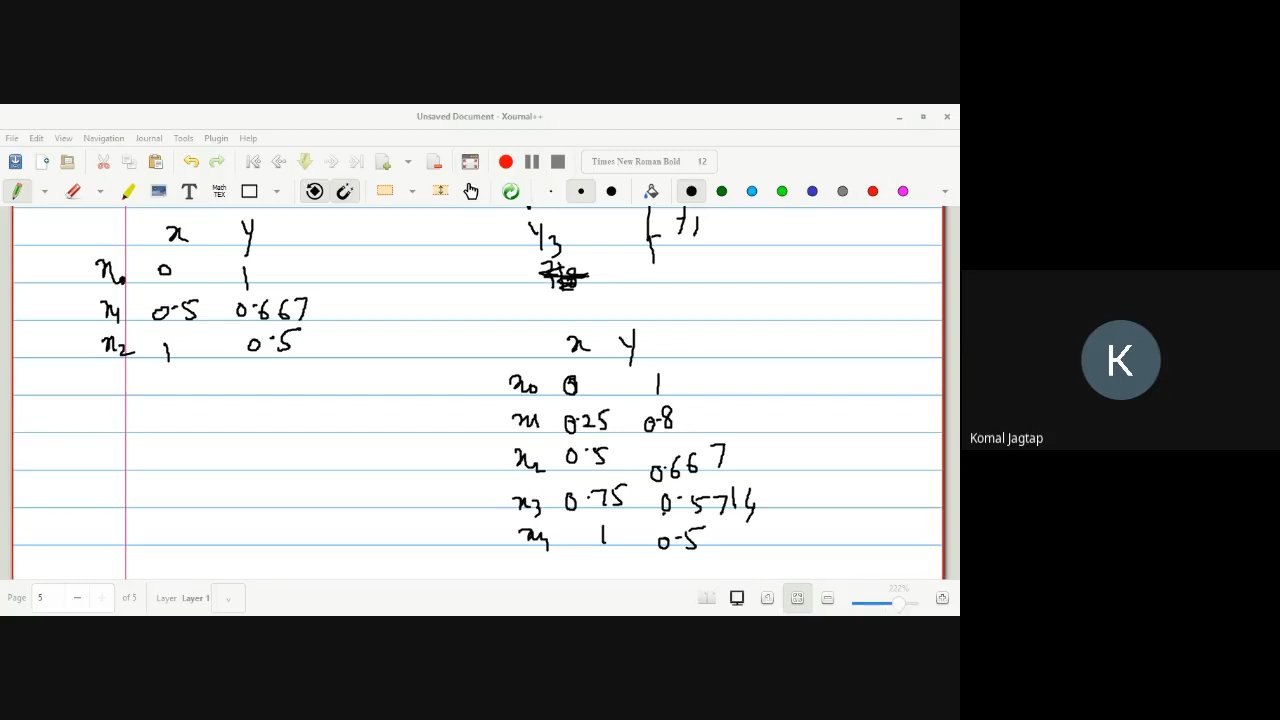 Unsaved Document - Xournal++
File Edit View Navigation Journal Tools Plugin Help
Times New Roman Bold 12
T Math TEX
x y
x₀ 0 1
x₁ 0.5 0.667
x₂ 1 0.5
y₃
x y
x₀ 0 1
x₁ 0.25 0.8
x₂ 0.5 0.667
x₃ 0.75 0.5714
x₄ 1 0.5
K
Komal Jagtap
Page 5 of 5 Layer Layer 1 222%